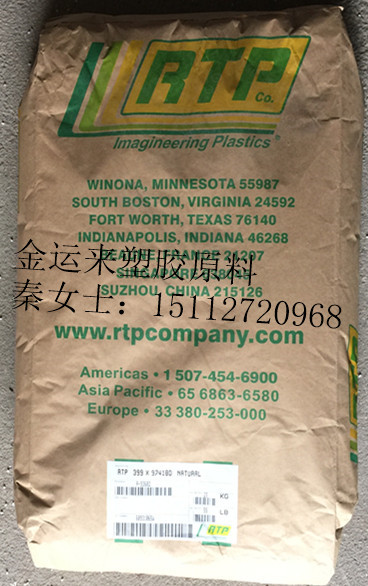 RTP
Co.
Imagineering Plastics®
WINONA, MINNESOTA 55987
SOUTH BOSTON, VIRGINIA 24592
FORT WORTH, TEXAS 76140
INDIANAPOLIS, INDIANA 46268
金运来塑胶原料
秦女士：15112720968
SUZHOU, CHINA 215126
www.rtpcompany.com
Americas • 1 507-454-6900
Asia Pacific • 65 6863-6580
Europe • 33 380-253-000
RTP 399 X 97418D NATURAL
KG
LB
RTP